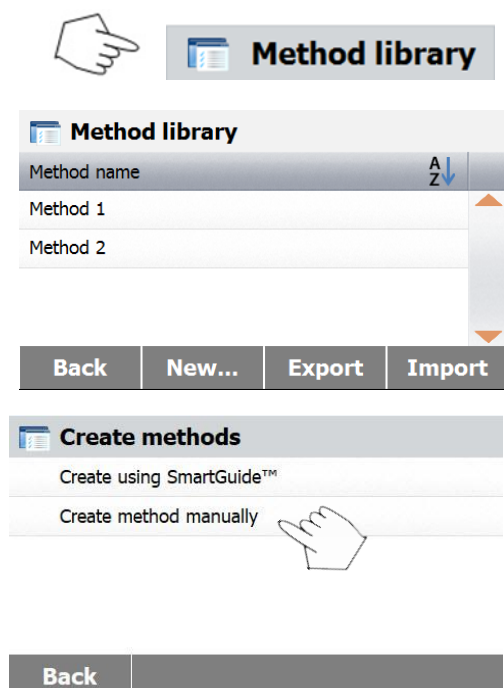 Method library
Method library
Method name AZ
Method 1
Method 2
Back New... Export Import
Create methods
Create using SmartGuide™
Create method manually
Back